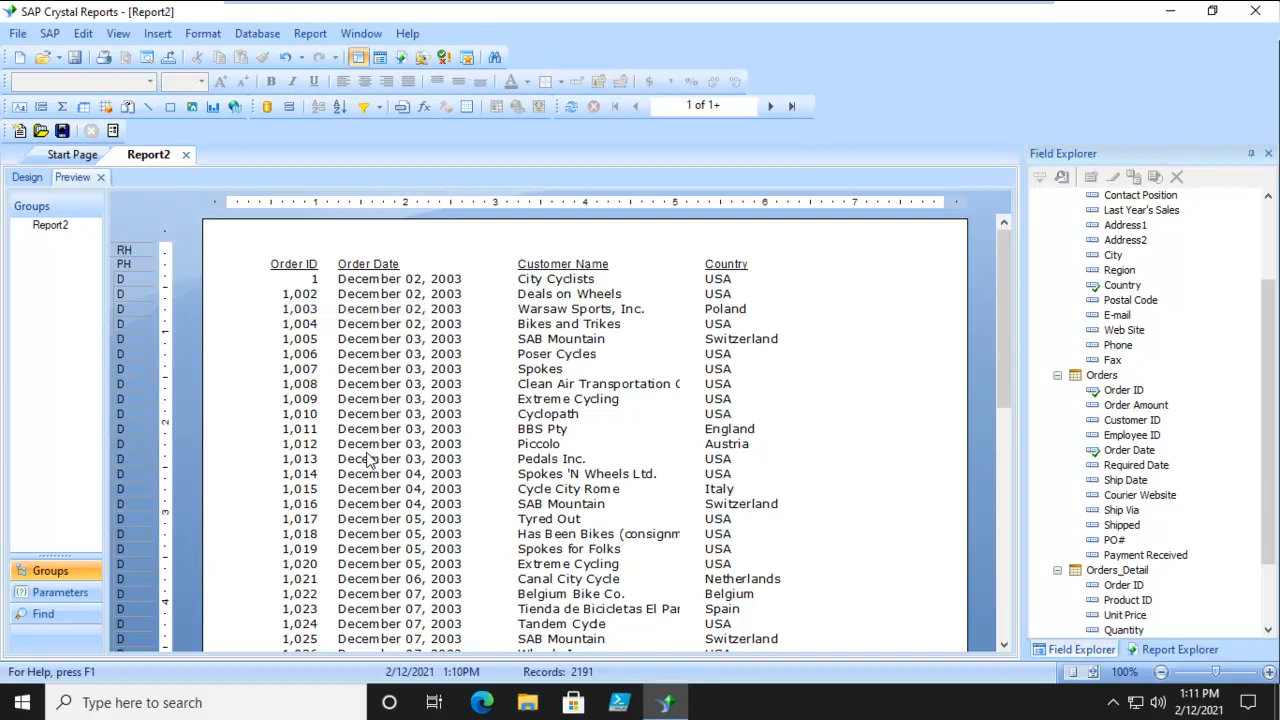 SAP Crystal Reports - [Report2]
File SAP Edit View Insert Format Database Report Window Help
1 of 1+
Start Page Report2
Design Preview
Groups
Report2
Groups
Parameters
Find
1 2 3 4 5 6 7
RH
PH Order ID Order Date Customer Name Country
D 1 December 02, 2003 City Cyclists USA
D 1,002 December 02, 2003 Deals on Wheels USA
D 1,003 December 02, 2003 Warsaw Sports, Inc. Poland
D 1,004 December 02, 2003 Bikes and Trikes USA
D 1,005 December 03, 2003 SAB Mountain Switzerland
D 1,006 December 03, 2003 Poser Cycles USA
D 1,007 December 03, 2003 Spokes USA
D 1,008 December 03, 2003 Clean Air Transportation C USA
D 1,009 December 03, 2003 Extreme Cycling USA
D 1,010 December 03, 2003 Cyclopath USA
D 1,011 December 03, 2003 BBS Pty England
D 1,012 December 03, 2003 Piccolo Austria
D 1,013 December 03, 2003 Pedals Inc. USA
D 1,014 December 04, 2003 Spokes 'N Wheels Ltd. USA
D 1,015 December 04, 2003 Cycle City Rome Italy
D 1,016 December 04, 2003 SAB Mountain Switzerland
D 1,017 December 05, 2003 Tyred Out USA
D 1,018 December 05, 2003 Has Been Bikes (consignm USA
D 1,019 December 05, 2003 Spokes for Folks USA
D 1,020 December 05, 2003 Extreme Cycling USA
D 1,021 December 06, 2003 Canal City Cycle Netherlands
D 1,022 December 07, 2003 Belgium Bike Co. Belgium
D 1,023 December 07, 2003 Tienda de Bicicletas El Par Spain
D 1,024 December 07, 2003 Tandem Cycle USA
D 1,025 December 07, 2003 SAB Mountain Switzerland
1
2
3
4
Field Explorer
Contact Position
Last Year's Sales
Address1
Address2
City
Region
Country
Postal Code
E-mail
Web Site
Phone
Fax
Orders
Order ID
Order Amount
Customer ID
Employee ID
Order Date
Required Date
Ship Date
Courier Website
Ship Via
Shipped
PO#
Payment Received
Orders_Detail
Order ID
Product ID
Unit Price
Quantity
Field Explorer Report Explorer
For Help, press F1 2/12/2021 1:10PM Records: 2191 100%
Type here to search
1:11 PM
2/12/2021